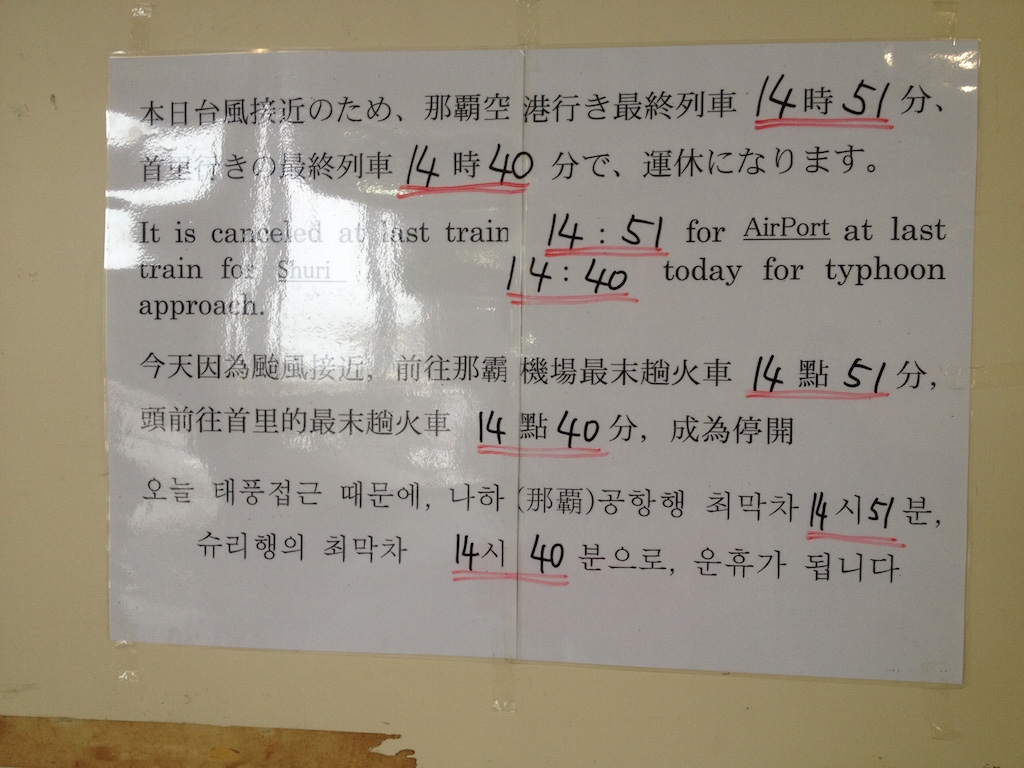 本日台風接近のため、那覇空港行き最終列車 14時51分、
首里行きの最終列車 14時40分で、運休になります。
It is canceled at last train 14:51 for AirPort at last
train for Shuri 14:40 today for typhoon
approach.
今天因為颱風接近，前往那霸機場最末趟火車 14點51分，
頭前往首里的最末趟火車 14點40分，成為停開
오늘 태풍접근 때문에, 나하(那覇)공항행 최막차 14시51분,
슈리행의 최막차 14시 40분으로, 운휴가 됩니다